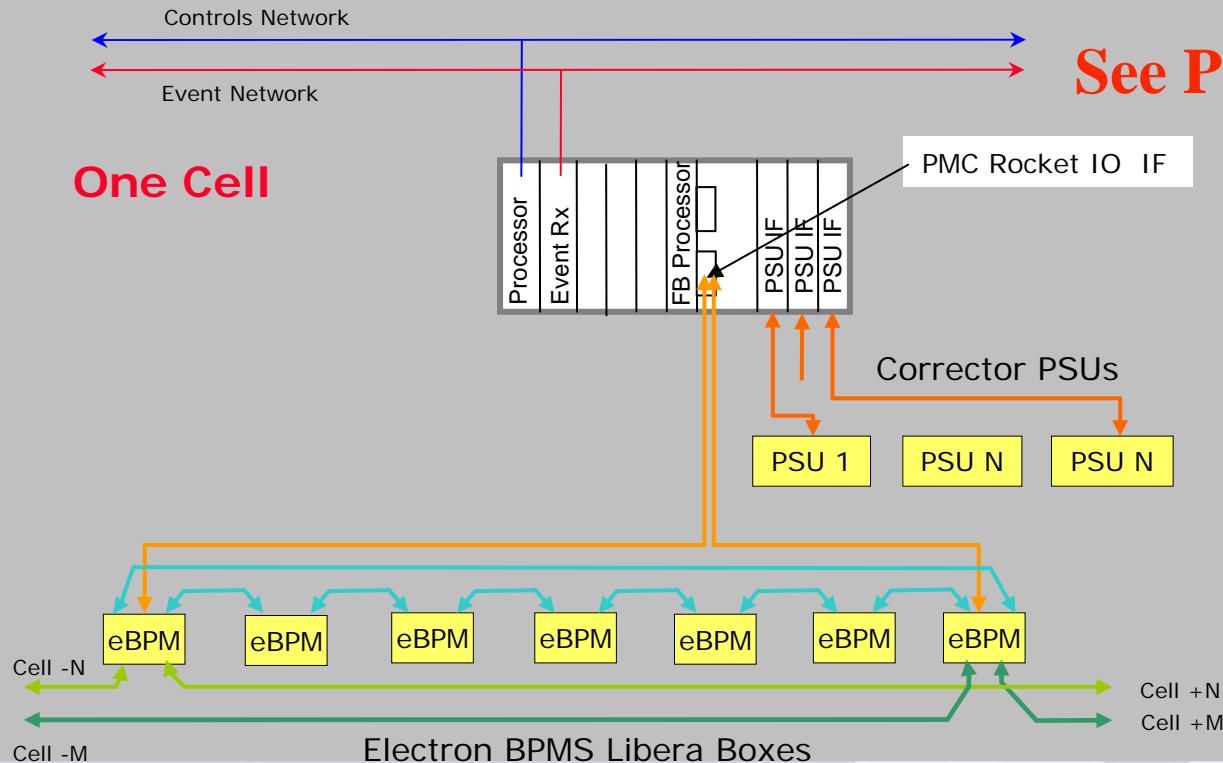 Controls Network
See P
Event Network
One Cell
PMC Rocket IO IF
Processor
Event Rx
FB Processor
PSU IF
PSU IF
PSU IF
Corrector PSUs
PSU 1
PSU N
PSU N
eBPM
eBPM
eBPM
eBPM
eBPM
eBPM
eBPM
Cell -N
Cell +N
Cell +M
Cell -M
Electron BPMS Libera Boxes